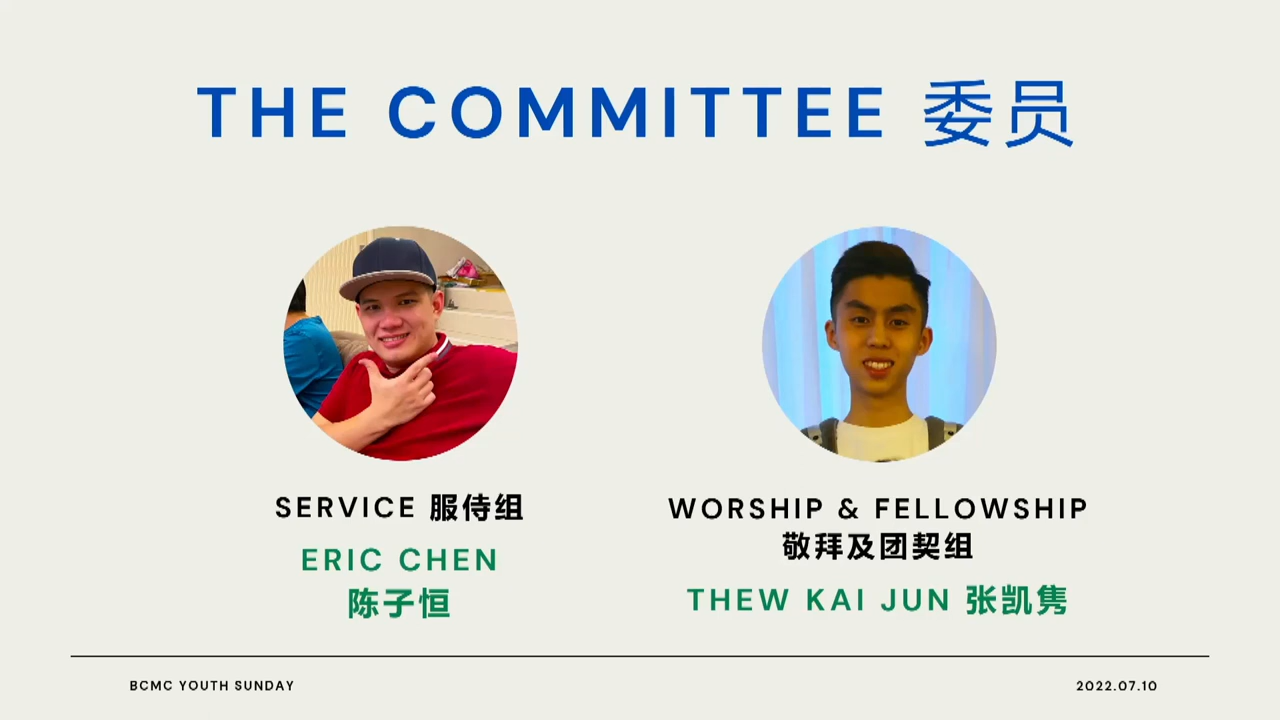 THE COMMITTEE 委员
SERVICE 服侍组
ERIC CHEN
陈子恒
WORSHIP & FELLOWSHIP
敬拜及团契组
THEW KAI JUN 张凯隽
BCMC YOUTH SUNDAY
2022.07.10